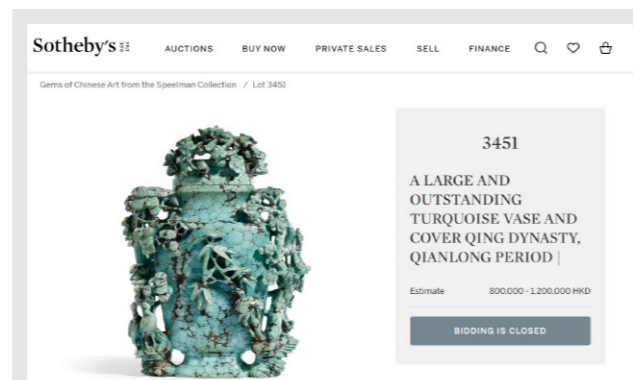 Sotheby's EST. 1744
AUCTIONS BUY NOW PRIVATE SALES SELL FINANCE
Gems of Chinese Art from the Speelman Collection / Lot 3451
3451
A LARGE AND
OUTSTANDING
TURQUOISE VASE AND
COVER QING DYNASTY,
QIANLONG PERIOD |
Estimate 800,000 - 1,200,000 HKD
BIDDING IS CLOSED